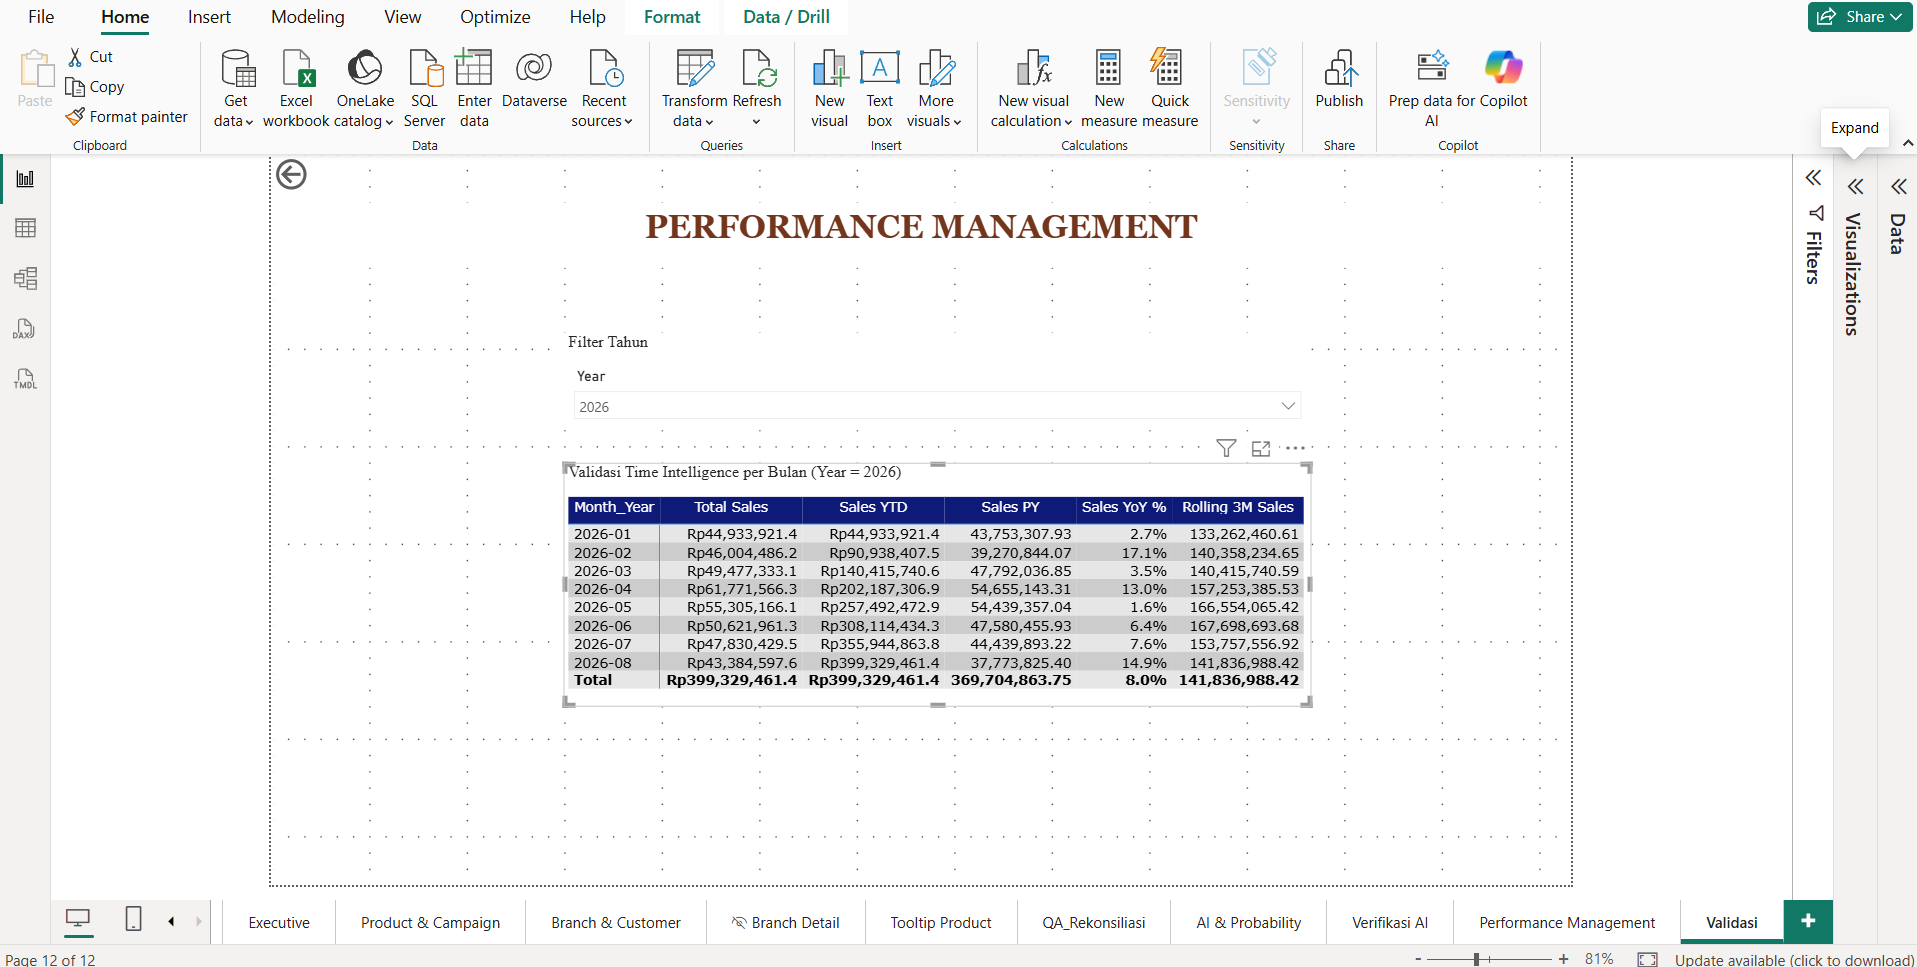 File Home Insert Modeling View Optimize Help Format Data / Drill Share
Paste
Cut
Copy
Format painter
Clipboard
Get data
Excel workbook
OneLake catalog
SQL Server
Enter data
Dataverse
Recent sources
Data
Transform data
Refresh
Queries
New visual
Text box
More visuals
Insert
New visual calculation
New measure
Quick measure
Calculations
Sensitivity
Sensitivity
Publish
Share
Prep data for AI
Copilot
Copilot
Expand
DAX
TMDL
PERFORMANCE MANAGEMENT
Filter Tahun
Year
2026
Validasi Time Intelligence per Bulan (Year = 2026)
Month_Year Total Sales Sales YTD Sales PY Sales YoY % Rolling 3M Sales
2026-01 Rp44,933,921.4 Rp44,933,921.4 43,753,307.93 2.7% 133,262,460.61
2026-02 Rp46,004,486.2 Rp90,938,407.5 39,270,844.07 17.1% 140,358,234.65
2026-03 Rp49,477,333.1 Rp140,415,740.6 47,792,036.85 3.5% 140,415,740.59
2026-04 Rp61,771,566.3 Rp202,187,306.9 54,655,143.31 13.0% 157,253,385.53
2026-05 Rp55,305,166.1 Rp257,492,472.9 54,439,357.04 1.6% 166,554,065.42
2026-06 Rp50,621,961.3 Rp308,114,434.3 47,580,455.93 6.4% 167,698,693.68
2026-07 Rp47,830,429.5 Rp355,944,863.8 44,439,893.22 7.6% 153,757,556.92
2026-08 Rp43,384,597.6 Rp399,329,461.4 37,773,825.40 14.9% 141,836,988.42
Total Rp399,329,461.4 Rp399,329,461.4 369,704,863.75 8.0% 141,836,988.42
Filters
Visualizations
Data
Executive Product & Campaign Branch & Customer Branch Detail Tooltip Product QA_Rekonsiliasi AI & Probability Verifikasi AI Performance Management Validasi +
Page 12 of 12 - + 81% Update available (click to download)